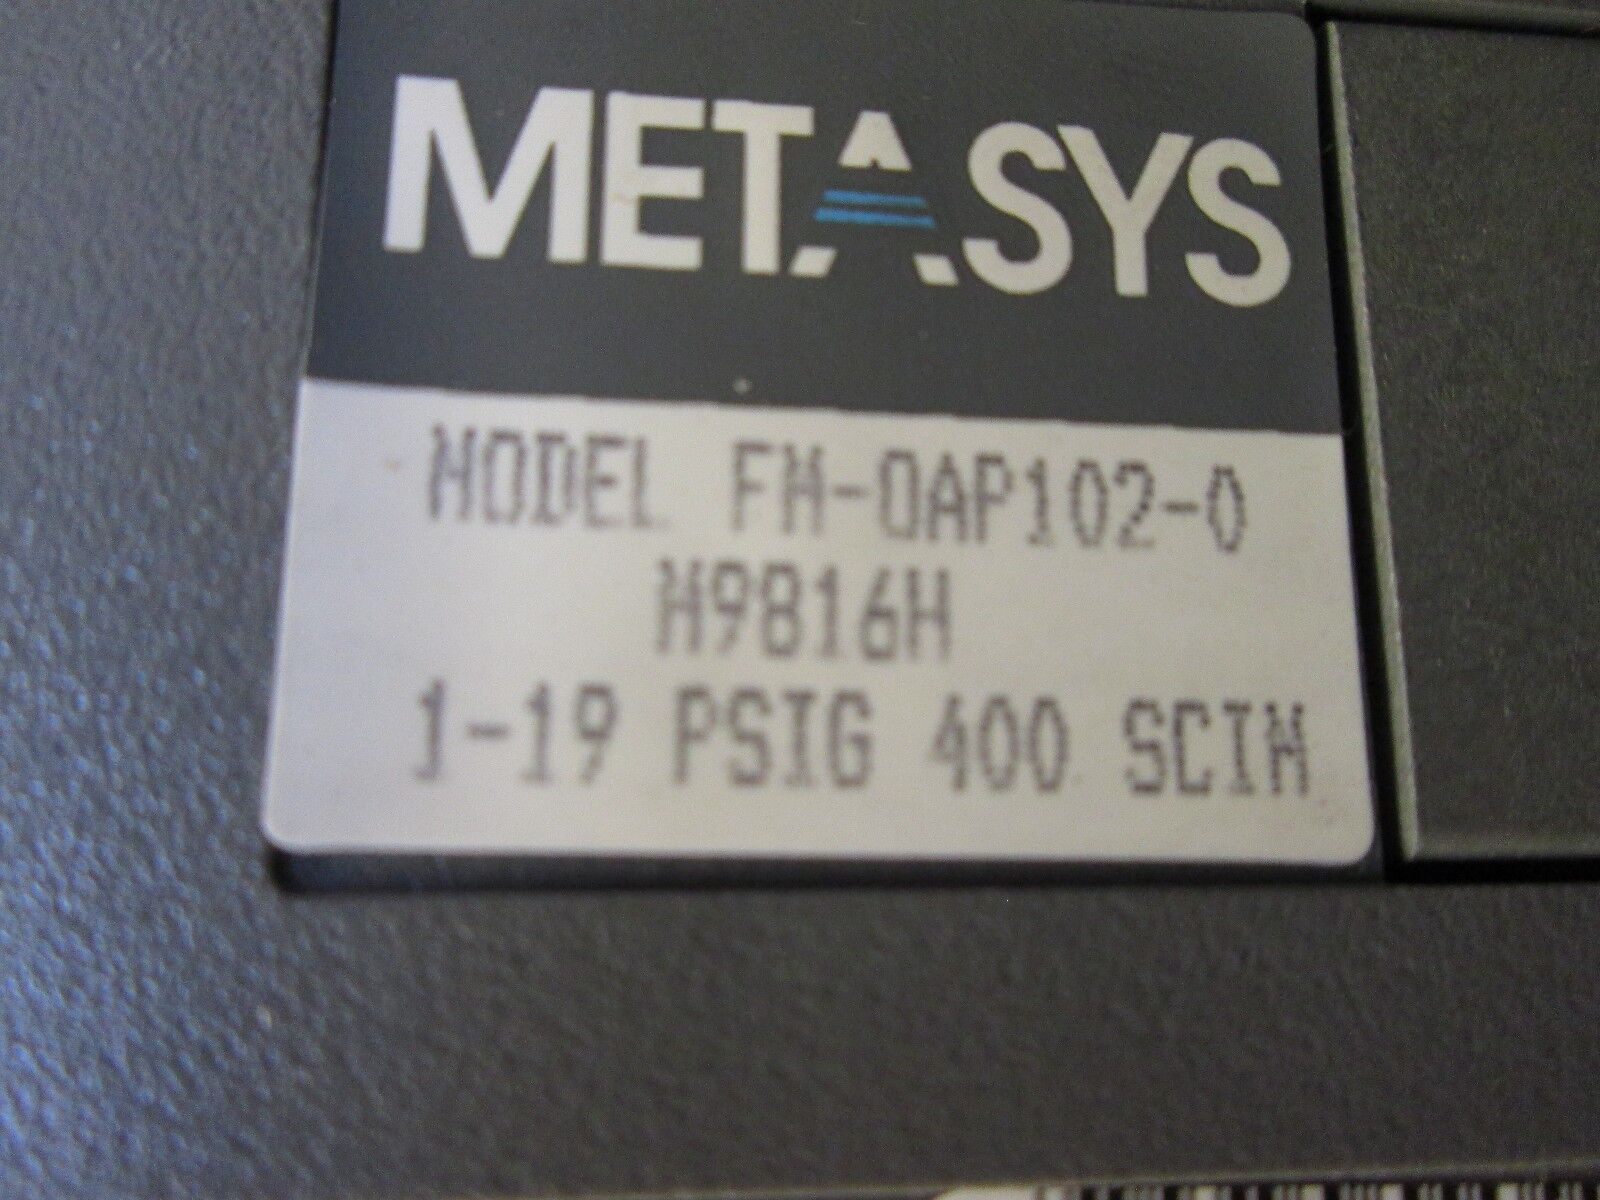 METASYS
MODEL FM-OAP102-0
M9816H
1-19 PSIG 400 SCIM